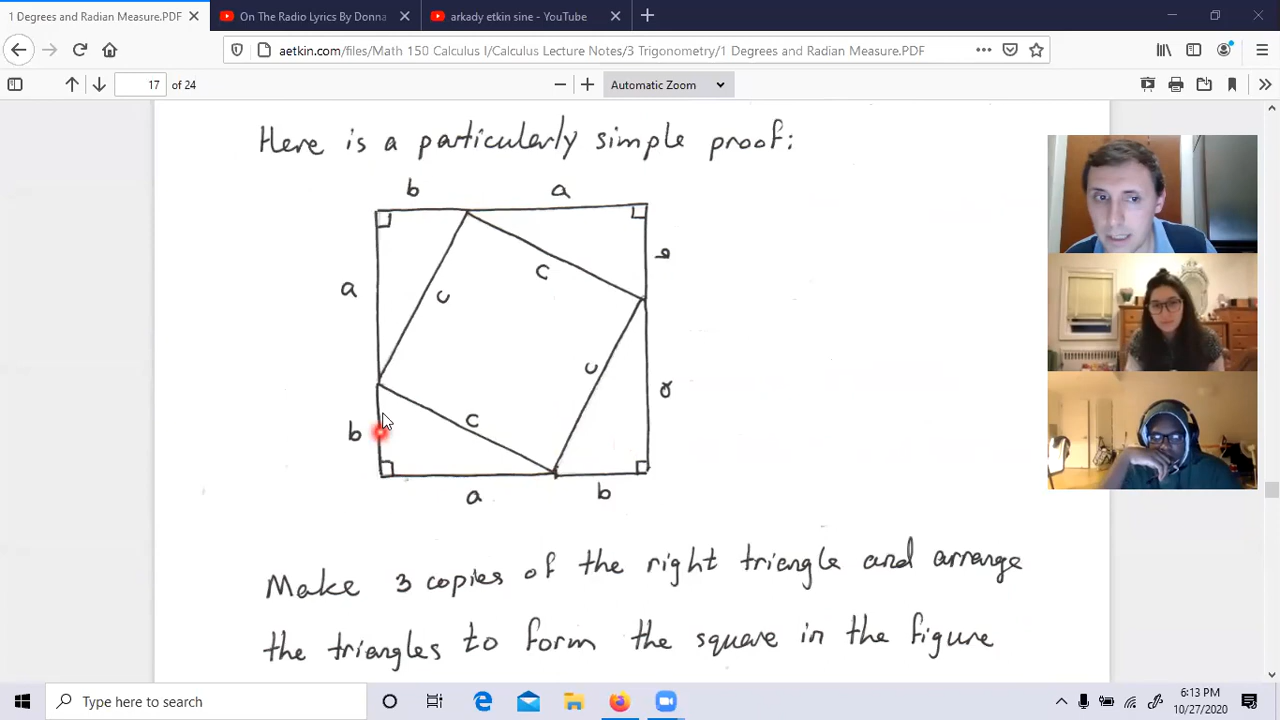 1 Degrees and Radian Measure.PDF
On The Radio Lyrics By Donna
arkady etkin sine - YouTube
aetkin.com/files/Math 150 Calculus I/Calculus Lecture Notes/3 Trigonometry/1 Degrees and Radian Measure.PDF
17 of 24
Automatic Zoom
Here is a particularly simple proof:
b a
a c c
c
b c a
a b
Make 3 copies of the right triangle and arrange
the triangles to form the square in the figure
Type here to search
6:13 PM
10/27/2020